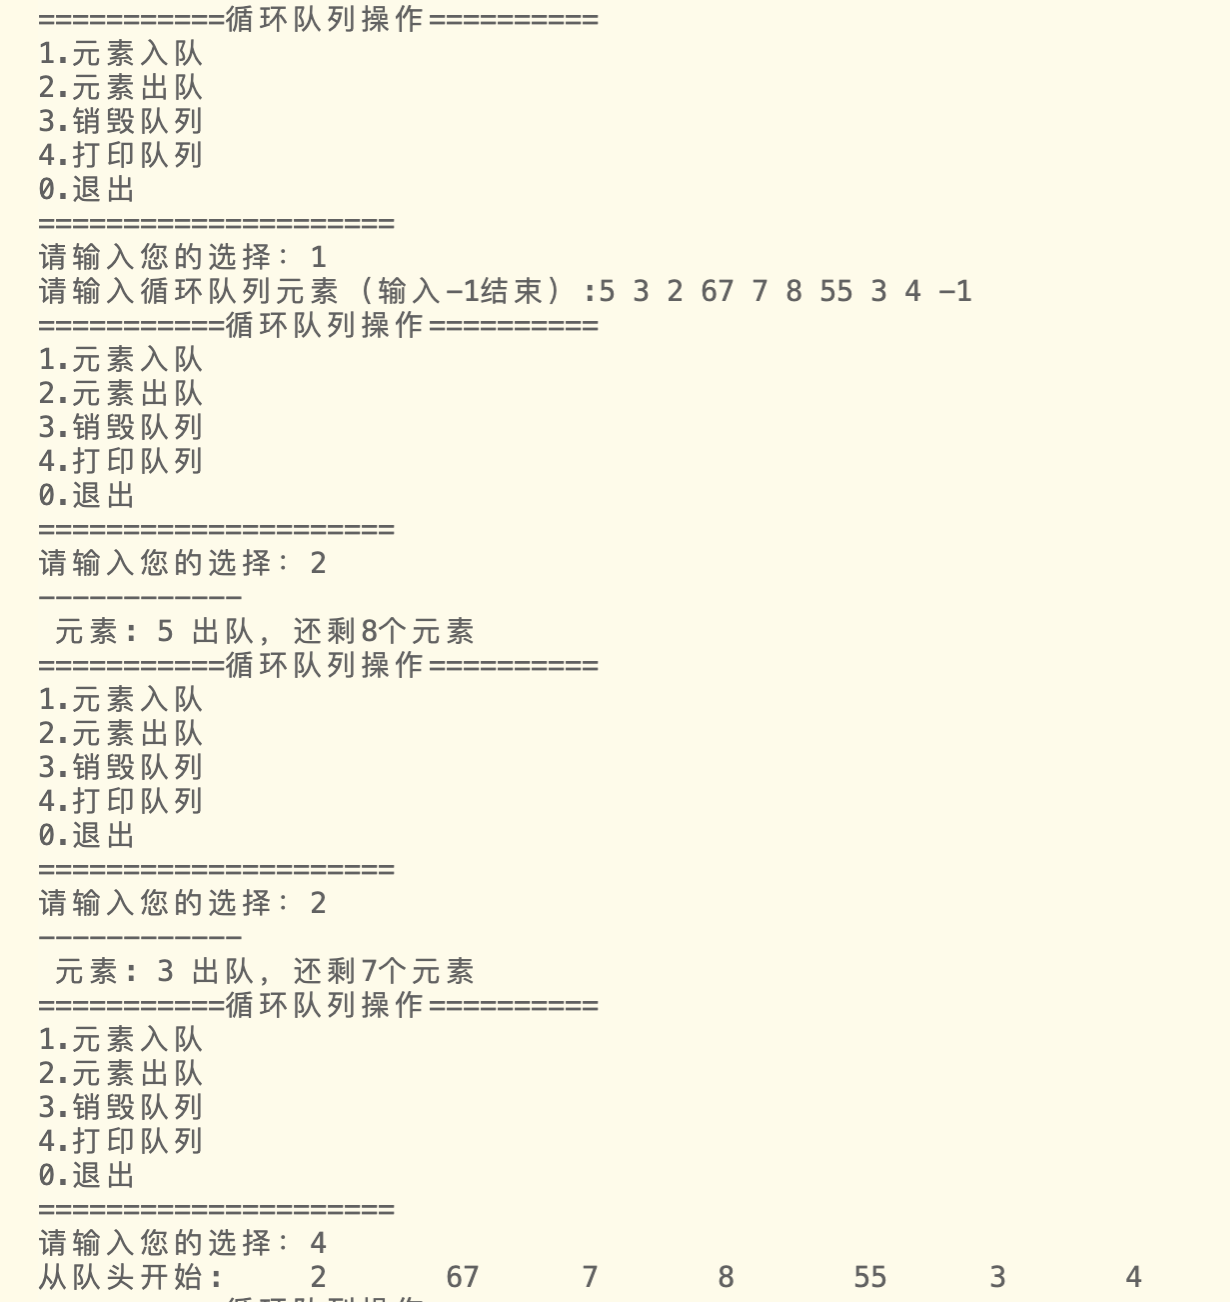 ===========循环队列操作==========
1.元素入队
2.元素出队
3.销毁队列
4.打印队列
0.退出
=====================
请输入您的选择：1
请输入循环队列元素（输入-1结束）:5 3 2 67 7 8 55 3 4 -1
===========循环队列操作==========
1.元素入队
2.元素出队
3.销毁队列
4.打印队列
0.退出
=====================
请输入您的选择：2
------------
 元素: 5 出队，还剩8个元素
===========循环队列操作==========
1.元素入队
2.元素出队
3.销毁队列
4.打印队列
0.退出
=====================
请输入您的选择：2
------------
 元素: 3 出队，还剩7个元素
===========循环队列操作==========
1.元素入队
2.元素出队
3.销毁队列
4.打印队列
0.退出
=====================
请输入您的选择：4
从队头开始:     2       67      7       8       55      3       4